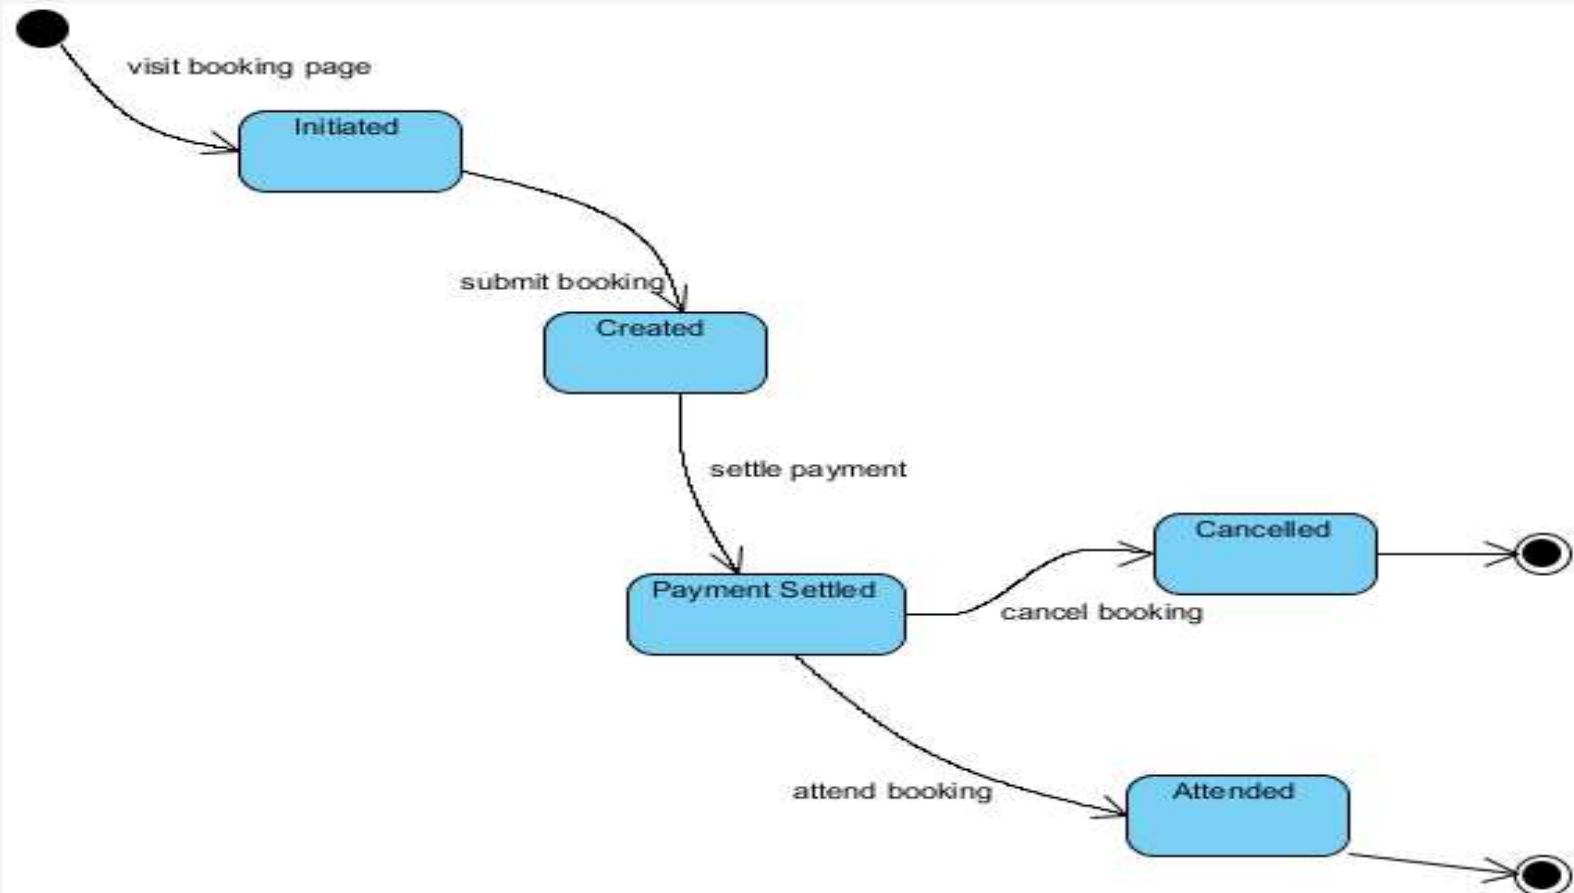 visit booking page
Initiated
submit booking
Created
settle payment
Cancelled
Payment Settled
cancel booking
attend booking
Attended